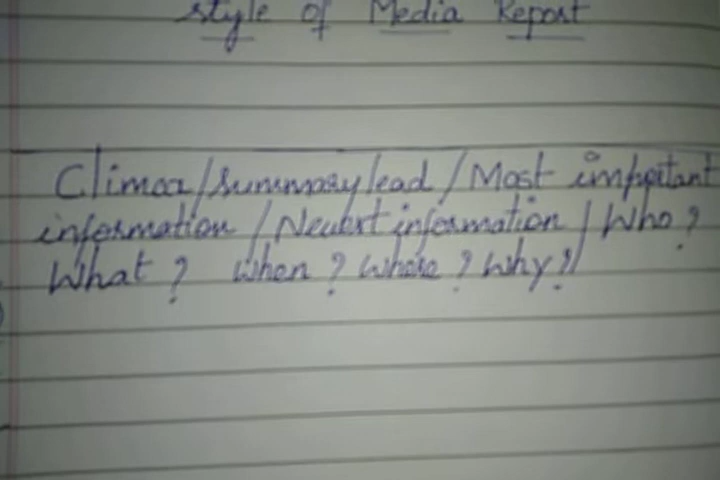 style of Media Report
Climax/summary lead / Most important
information / Newest information / Who?
What? When? Where? Why?/